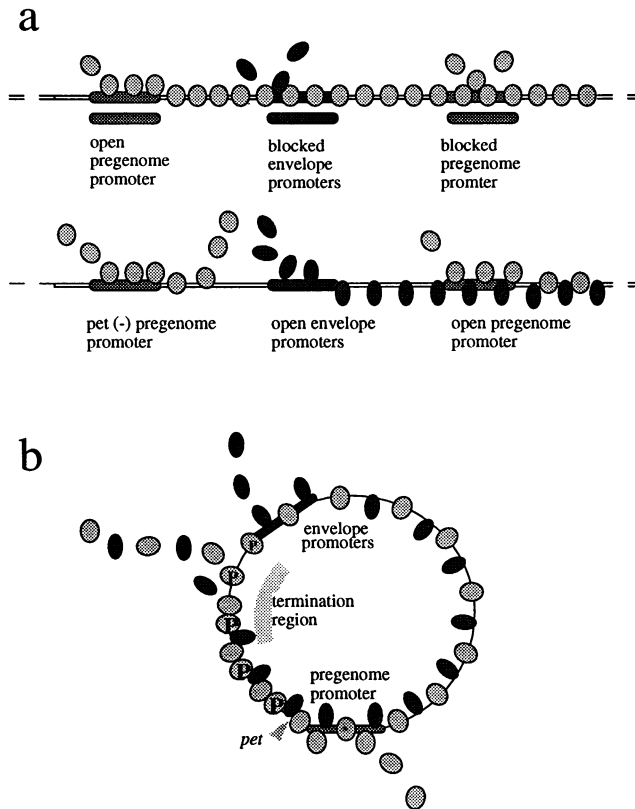 a
open
pregenome
promoter
blocked
envelope
promoters
blocked
pregenome
promter
pet (-) pregenome
promoter
open envelope
promoters
open pregenome
promoter
b
envelope
promoters
P
P
termination
region
P
P
pregenome
promoter
P
pet